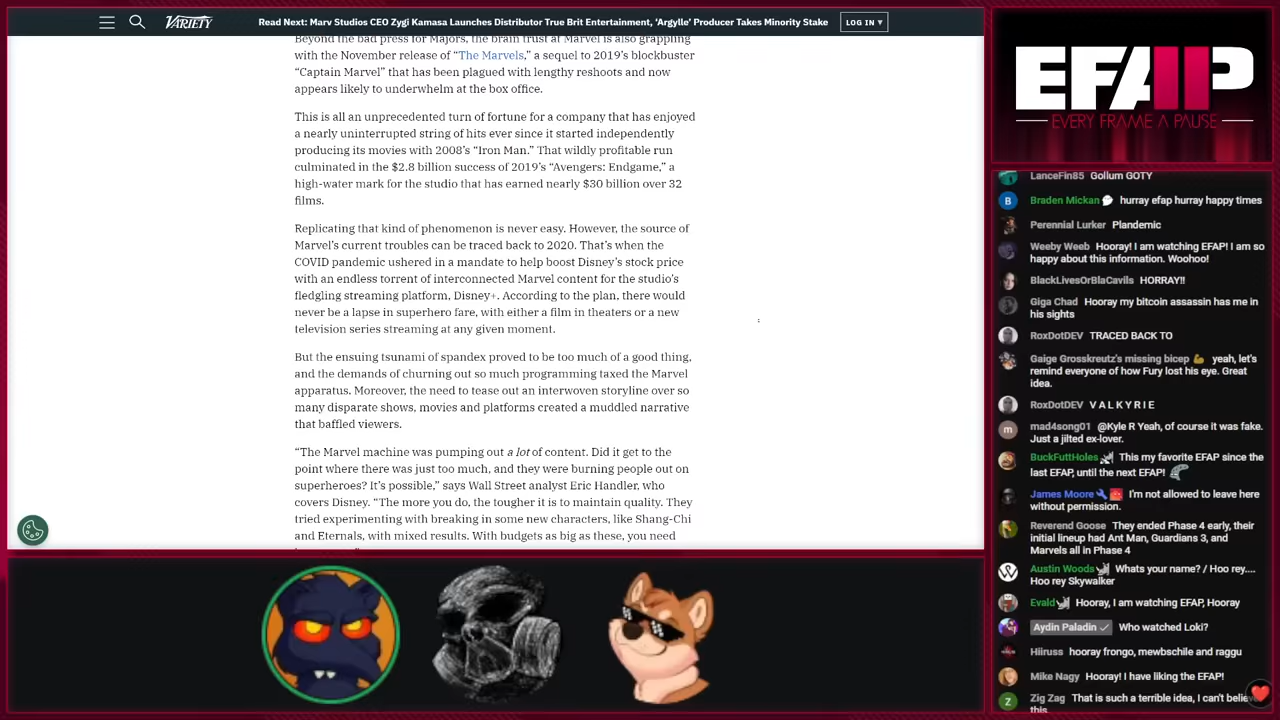 VARIETY
Read Next: Marv Studios CEO Zygi Kamasa Launches Distributor True Brit Entertainment, ‘Argylle’ Producer Takes Minority Stake
LOG IN ▾
Beyond the bad press for Majors, the brain trust at Marvel is also grappling
with the November release of “The Marvels,” a sequel to 2019’s blockbuster
“Captain Marvel” that has been plagued with lengthy reshoots and now
appears likely to underwhelm at the box office.
This is all an unprecedented turn of fortune for a company that has enjoyed
a nearly uninterrupted string of hits ever since it started independently
producing its movies with 2008’s “Iron Man.” That wildly profitable run
culminated in the $2.8 billion success of 2019’s “Avengers: Endgame,” a
high-water mark for the studio that has earned nearly $30 billion over 32
films.
Replicating that kind of phenomenon is never easy. However, the source of
Marvel’s current troubles can be traced back to 2020. That’s when the
COVID pandemic ushered in a mandate to help boost Disney’s stock price
with an endless torrent of interconnected Marvel content for the studio’s
fledgling streaming platform, Disney+. According to the plan, there would
never be a lapse in superhero fare, with either a film in theaters or a new
television series streaming at any given moment.
But the ensuing tsunami of spandex proved to be too much of a good thing,
and the demands of churning out so much programming taxed the Marvel
apparatus. Moreover, the need to tease out an interwoven storyline over so
many disparate shows, movies and platforms created a muddled narrative
that baffled viewers.
“The Marvel machine was pumping out a lot of content. Did it get to the
point where there was just too much, and they were burning people out on
superheroes? It’s possible,” says Wall Street analyst Eric Handler, who
covers Disney. “The more you do, the tougher it is to maintain quality. They
tried experimenting with breaking in some new characters, like Shang-Chi
and Eternals, with mixed results. With budgets as big as these, you need
EFAP
EVERY FRAME A PAUSE
LanceFin85 Gollum GOTY
B Braden Mickan hurray efap hurray happy times
Perennial Lurker Plandemic
Weeby Weeb Hooray! I am watching EFAP! I am so
happy about this information. Woohoo!
BlackLivesOrBlaCavils HORRAY!!
Giga Chad Hooray my bitcoin assassin has me in
his sights
RoxDotDEV TRACED BACK TO
Gaige Grosskreutz's missing bicep 💪 yeah, let's
remind everyone of how Fury lost his eye. Great
idea.
RoxDotDEV V A L K Y R I E
m mad4song01 @Kyle R Yeah, of course it was fake.
Just a jilted ex-lover.
BuckFuttHoles This my favorite EFAP since the
last EFAP, until the next EFAP!
James Moore I'm not allowed to leave here
without permission.
Reverend Goose They ended Phase 4 early, their
initial lineup had Ant Man, Guardians 3, and
Marvels all in Phase 4
Austin Woods Whats your name? / Hoo rey....
Hoo rey Skywalker
Evald Hooray, I am watching EFAP, Hooray
Aydin Paladin ✓ Who watched Loki?
Hiiruss hooray frongo, mewbschile and raggu
Mike Nagy Hooray! I have liking the EFAP!
Z Zig Zag That is such a terrible idea, I can't
this.